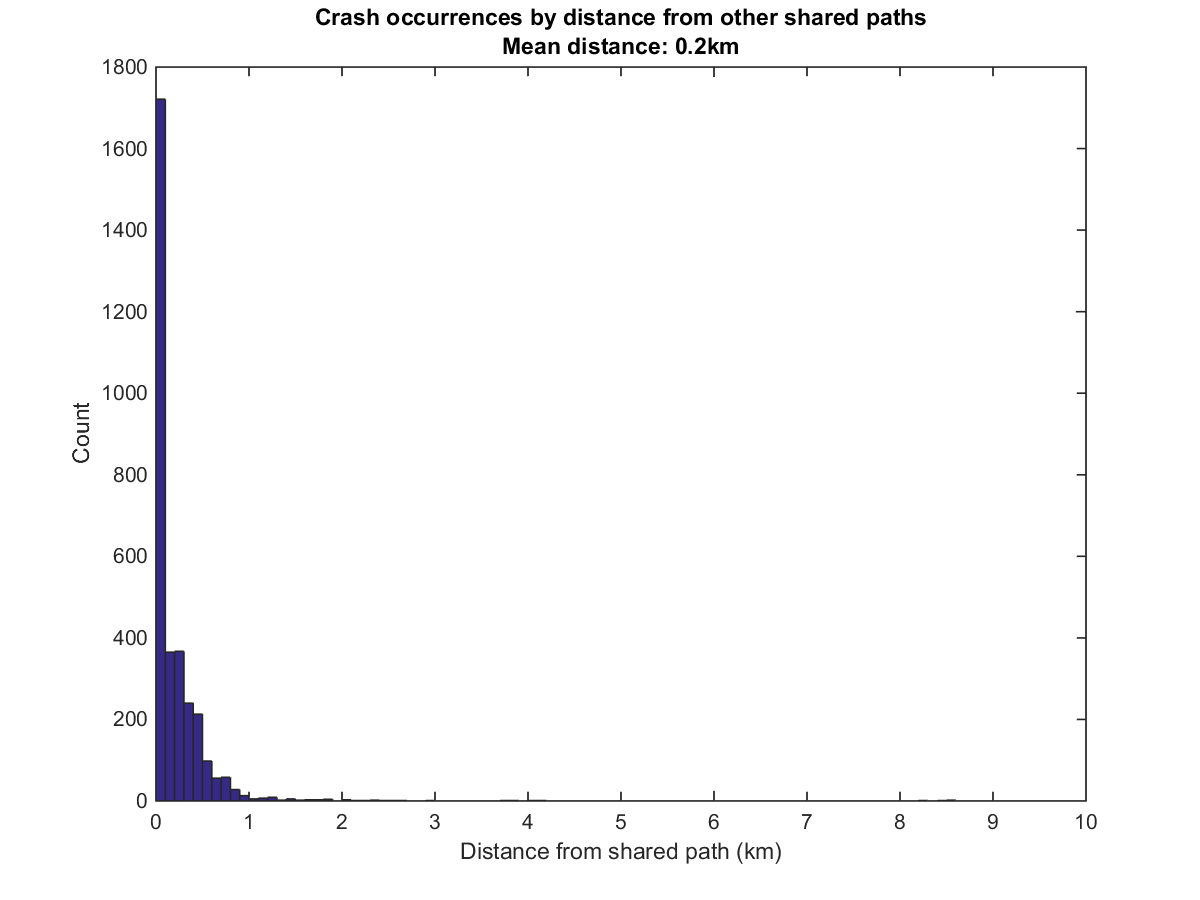 Crash occurrences by distance from other shared paths
Mean distance: 0.2km
1800
1600
1400
1200
1000
800
600
400
200
0
Count
0 1 2 3 4 5 6 7 8 9 10
Distance from shared path (km)